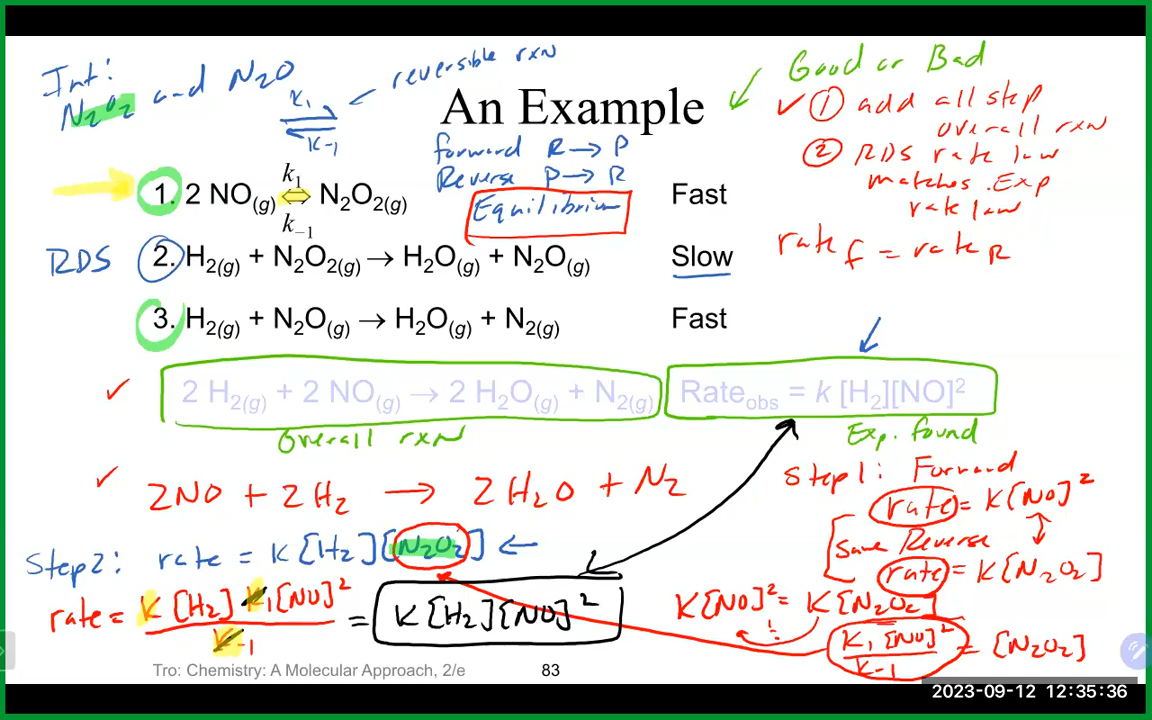 Int:
N₂O₂ and N₂O
k₁
k-1
reversible rxn
An Example
Good or Bad
✓ ① add all step
overall rxn
② RDS rate law
matches Exp
rate law
forward R → P
Reverse P → R
Equilibrium
rate F = rate R
1. 2 NO(g) ⇔ N₂O₂(g) Fast
k₁
k₋₁
RDS
2. H₂(g) + N₂O₂(g) → H₂O(g) + N₂O(g) Slow
3. H₂(g) + N₂O(g) → H₂O(g) + N₂(g) Fast
✓ 2 H₂(g) + 2 NO(g) → 2 H₂O(g) + N₂(g) Rateobs = k [H₂][NO]²
Overall rxn
Exp. found
✓ 2NO + 2H₂ → 2H₂O + N₂
Step1: Forward
rate = K[NO]²
Same Reverse
rate = K[N₂O₂]
Step2: rate = K[H₂][N₂O₂] ←
rate = K[H₂] K₁[NO]² / K-1 = K[H₂][NO]²
K[NO]² = K[N₂O₂]
K₁[NO]² / K-1 = [N₂O₂]
Tro: Chemistry: A Molecular Approach, 2/e 83
2023-09-12 12:35:36